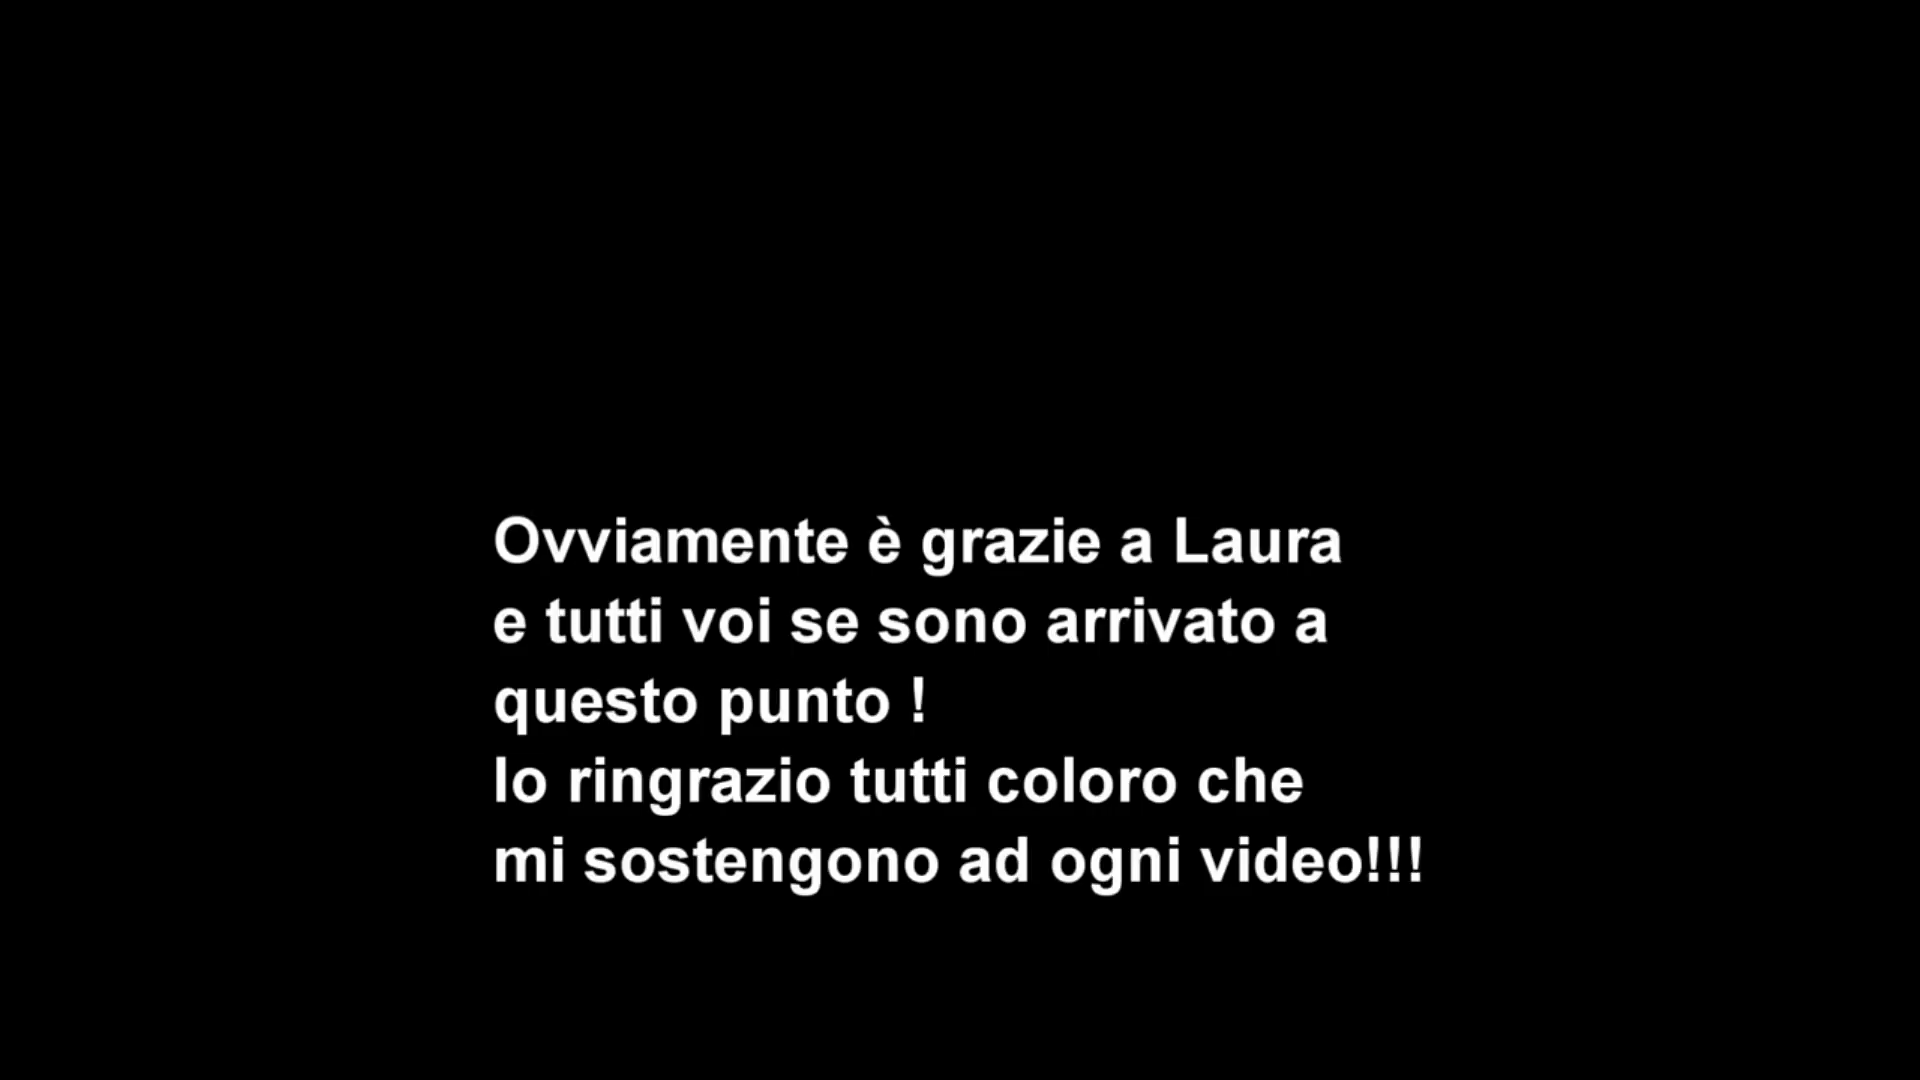 Ovviamente è grazie a Laura
e tutti voi se sono arrivato a
questo punto !
Io ringrazio tutti coloro che
mi sostengono ad ogni video!!!